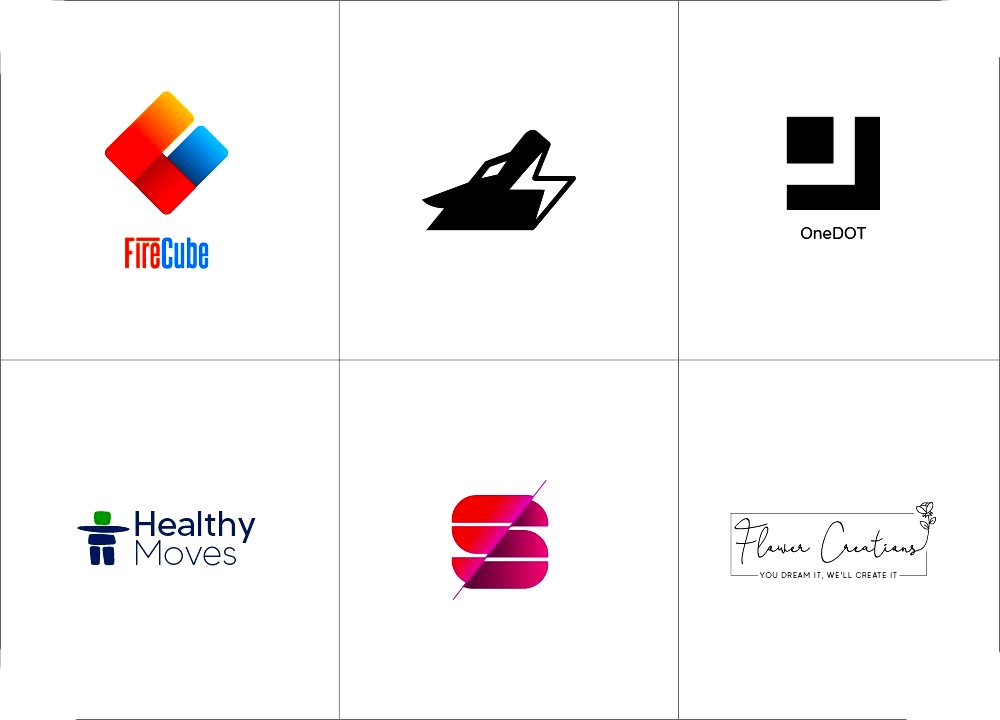 FireCube
OneDOT
Healthy
Moves
S
Flower Creations
YOU DREAM IT, WE'LL CREATE IT